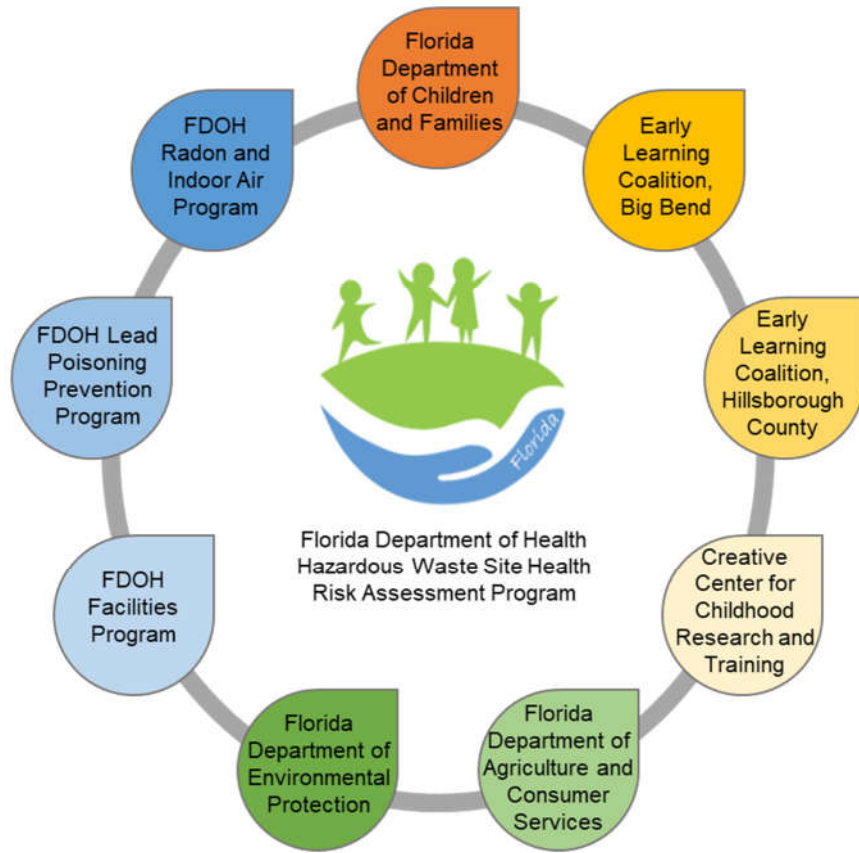 Florida
Department
of Children
and Families
Early
Learning
Coalition,
Big Bend
Early
Learning
Coalition,
Hillsborough
County
Creative
Center for
Childhood
Research and
Training
Florida
Department of
Agriculture and
Consumer
Services
Florida
Department of
Environmental
Protection
FDOH
Facilities
Program
FDOH Lead
Poisoning
Prevention
Program
FDOH
Radon and
Indoor Air
Program
Florida
Florida Department of Health
Hazardous Waste Site Health
Risk Assessment Program